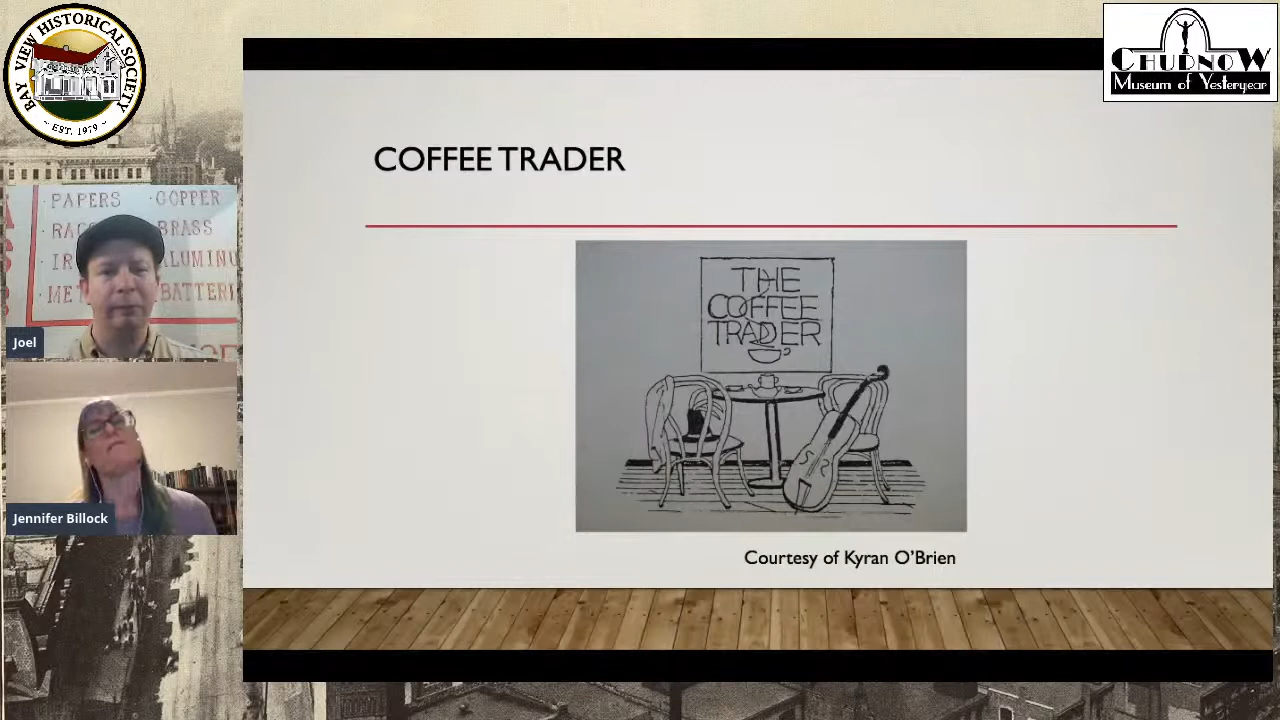 BAY VIEW HISTORICAL SOCIETY
~ EST. 1979 ~
CHUDNOW
Museum of Yesteryear
COFFEE TRADER
THE
COFFEE
TRADER
Courtesy of Kyran O'Brien
· PAPERS · COPPER
BRASS
BATTERI
Joel
Jennifer Billock